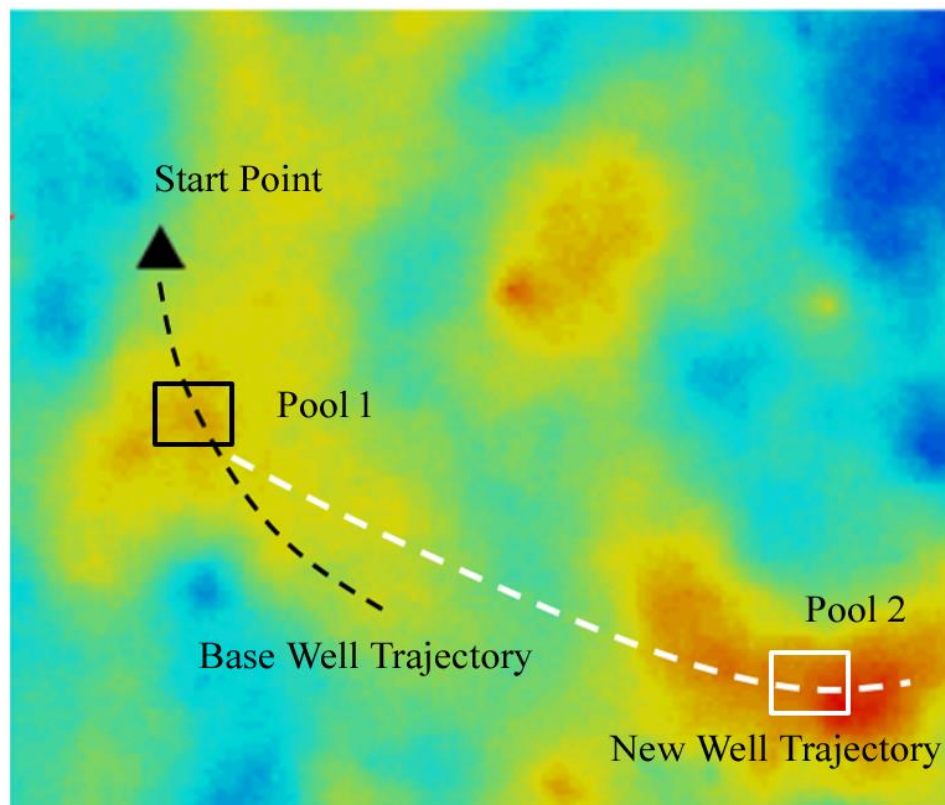 Start Point
Pool 1
Pool 2
Base Well Trajectory
New Well Trajectory